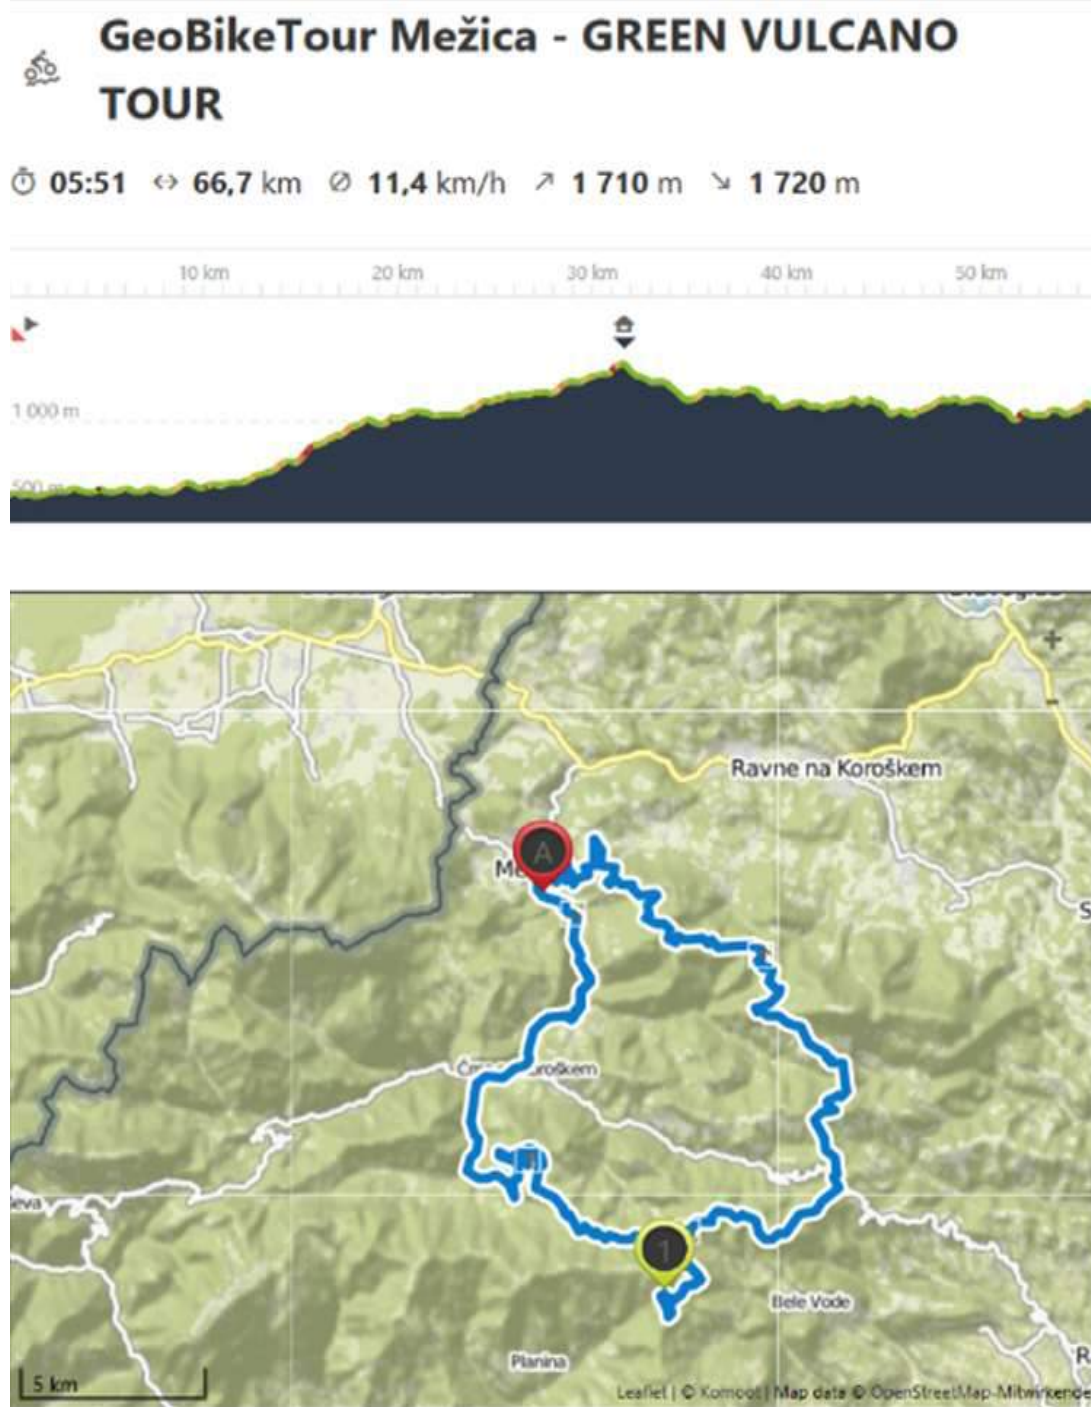 GeoBikeTour Mežica - GREEN VULCANO
TOUR
05:51 66,7 km 11,4 km/h 1 710 m 1 720 m
10 km 20 km 30 km 40 km 50 km
1 000 m
500 m
Ravne na Koroškem
A
1
Bele Vode
Planina
5 km
Leaflet | © Komoot | Map data © OpenStreetMap-Mitwirkende